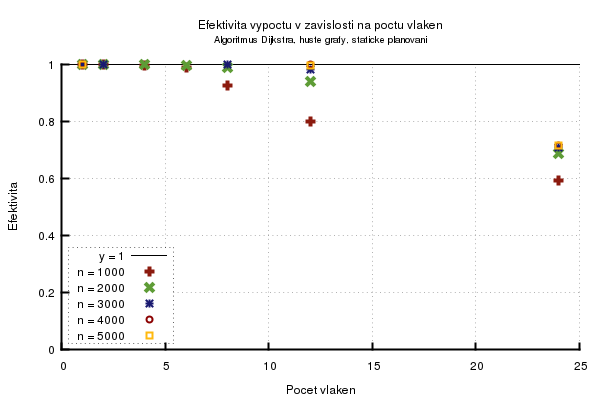 Efektivita vypoctu v zavislosti na poctu vlaken
Algoritmus Dijkstra, huste grafy, staticke planovani
1
0.8
0.6
0.4
0.2
0
Efektivita
y = 1
n = 1000
n = 2000
n = 3000
n = 4000
n = 5000
0 5 10 15 20 25
Pocet vlaken